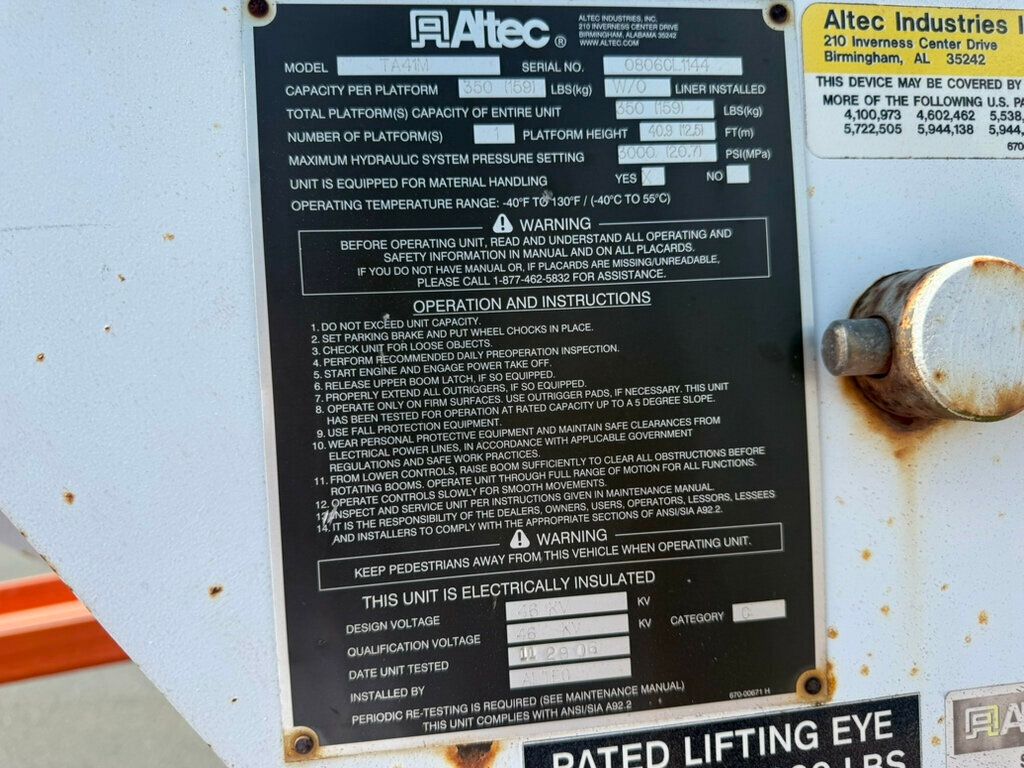 Altec®
ALTEC INDUSTRIES, INC.
210 INVERNESS CENTER DRIVE
BIRMINGHAM, ALABAMA 35242
WWW.ALTEC.COM
MODEL TA41M SERIAL NO. 0806CL1144
CAPACITY PER PLATFORM 350 (159) LBS(kg) W/O LINER INSTALLED
TOTAL PLATFORM(S) CAPACITY OF ENTIRE UNIT 350 (159) LBS(kg)
NUMBER OF PLATFORM(S) 1 PLATFORM HEIGHT 40.9 (12.5) FT(m)
MAXIMUM HYDRAULIC SYSTEM PRESSURE SETTING 3000 (20.7) PSI(MPa)
UNIT IS EQUIPPED FOR MATERIAL HANDLING YES X NO
OPERATING TEMPERATURE RANGE: -40°F TO 130°F / (-40°C TO 55°C)
WARNING
BEFORE OPERATING UNIT, READ AND UNDERSTAND ALL OPERATING AND
SAFETY INFORMATION IN MANUAL AND ON ALL PLACARDS.
IF YOU DO NOT HAVE MANUAL OR, IF PLACARDS ARE MISSING/UNREADABLE,
PLEASE CALL 1-877-462-5832 FOR ASSISTANCE.
OPERATION AND INSTRUCTIONS
1. DO NOT EXCEED UNIT CAPACITY.
2. SET PARKING BRAKE AND PUT WHEEL CHOCKS IN PLACE.
3. CHECK UNIT FOR LOOSE OBJECTS.
4. PERFORM RECOMMENDED DAILY PREOPERATION INSPECTION.
5. START ENGINE AND ENGAGE POWER TAKE OFF.
6. RELEASE UPPER BOOM LATCH, IF SO EQUIPPED.
7. PROPERLY EXTEND ALL OUTRIGGERS, IF SO EQUIPPED.
8. OPERATE ONLY ON FIRM SURFACES. USE OUTRIGGER PADS, IF NECESSARY. THIS UNIT
HAS BEEN TESTED FOR OPERATION AT RATED CAPACITY UP TO A 5 DEGREE SLOPE.
9. USE FALL PROTECTION EQUIPMENT.
10. WEAR PERSONAL PROTECTIVE EQUIPMENT AND MAINTAIN SAFE CLEARANCES FROM
ELECTRICAL POWER LINES, IN ACCORDANCE WITH APPLICABLE GOVERNMENT
REGULATIONS AND SAFE WORK PRACTICES.
11. FROM LOWER CONTROLS, RAISE BOOM SUFFICIENTLY TO CLEAR ALL OBSTRUCTIONS BEFORE
ROTATING BOOMS. OPERATE UNIT THROUGH FULL RANGE OF MOTION FOR ALL FUNCTIONS.
12. OPERATE CONTROLS SLOWLY FOR SMOOTH MOVEMENTS.
13. INSPECT AND SERVICE UNIT PER INSTRUCTIONS GIVEN IN MAINTENANCE MANUAL.
14. IT IS THE RESPONSIBILITY OF THE DEALERS, OWNERS, USERS, OPERATORS, LESSORS, LESSEES
AND INSTALLERS TO COMPLY WITH THE APPROPRIATE SECTIONS OF ANSI/SIA A92.2.
WARNING
KEEP PEDESTRIANS AWAY FROM THIS VEHICLE WHEN OPERATING UNIT.
THIS UNIT IS ELECTRICALLY INSULATED
DESIGN VOLTAGE 46 KV KV
QUALIFICATION VOLTAGE 46 KV KV CATEGORY C
DATE UNIT TESTED 11 28 06
INSTALLED BY ALTEC
PERIODIC RE-TESTING IS REQUIRED (SEE MAINTENANCE MANUAL)
THIS UNIT COMPLIES WITH ANSI/SIA A92.2
670-00671 H
Altec Industries I
210 Inverness Center Drive
Birmingham, AL 35242
THIS DEVICE MAY BE COVERED BY
MORE OF THE FOLLOWING U.S. PA
4,100,973 4,602,462 5,538,
5,722,505 5,944,138 5,944,
670-
RATED LIFTING EYE
LBS
A